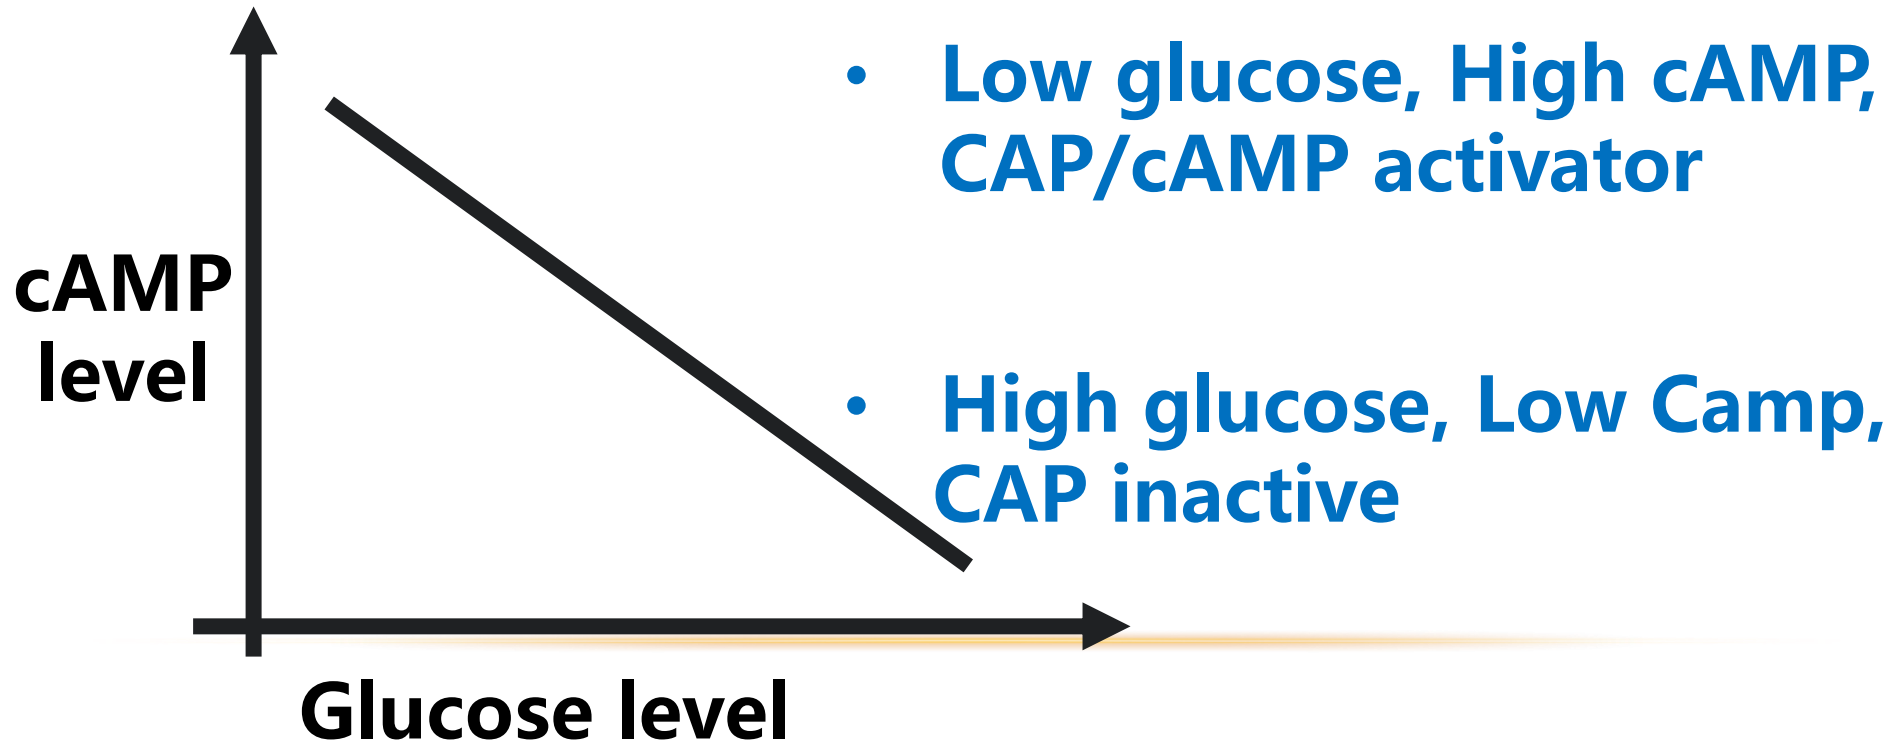 • Low glucose, High cAMP,
CAP/cAMP activator
cAMP
level
• High glucose, Low Camp,
CAP inactive
Glucose level